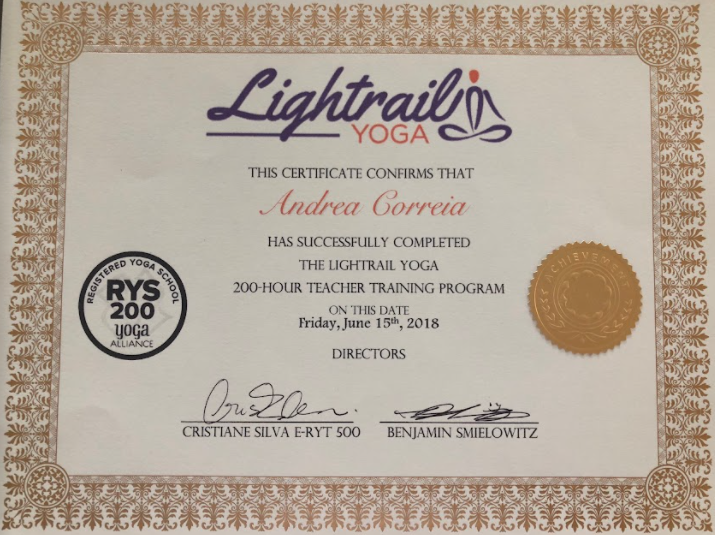 Lightrail
YOGA
THIS CERTIFICATE CONFIRMS THAT
Andrea Correia
HAS SUCCESSFULLY COMPLETED
THE LIGHTRAIL YOGA
200-HOUR TEACHER TRAINING PROGRAM
ON THIS DATE
Friday, June 15th, 2018
DIRECTORS
REGISTERED YOGA SCHOOL
RYS
200
yoga
ALLIANCE
ACHIEVEMENT
CRISTIANE SILVA E-RYT 500
BENJAMIN SMIELOWITZ